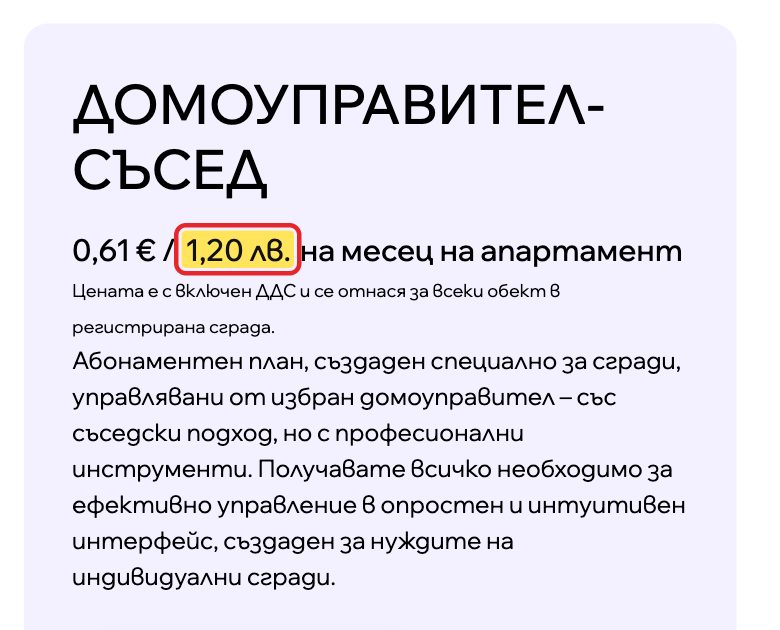 ДОМОУПРАВИТЕЛ-
СЪСЕД
0,61 € / 1,20 лв. на месец на апартамент
Цената е с включен ДДС и се отнася за всеки обект в
регистрирана сграда.
Абонаментен план, създаден специално за сгради,
управлявани от избран домоуправител – със
съседски подход, но с професионални
инструменти. Получавате всичко необходимо за
ефективно управление в опростен и интуитивен
интерфейс, създаден за нуждите на
индивидуални сгради.